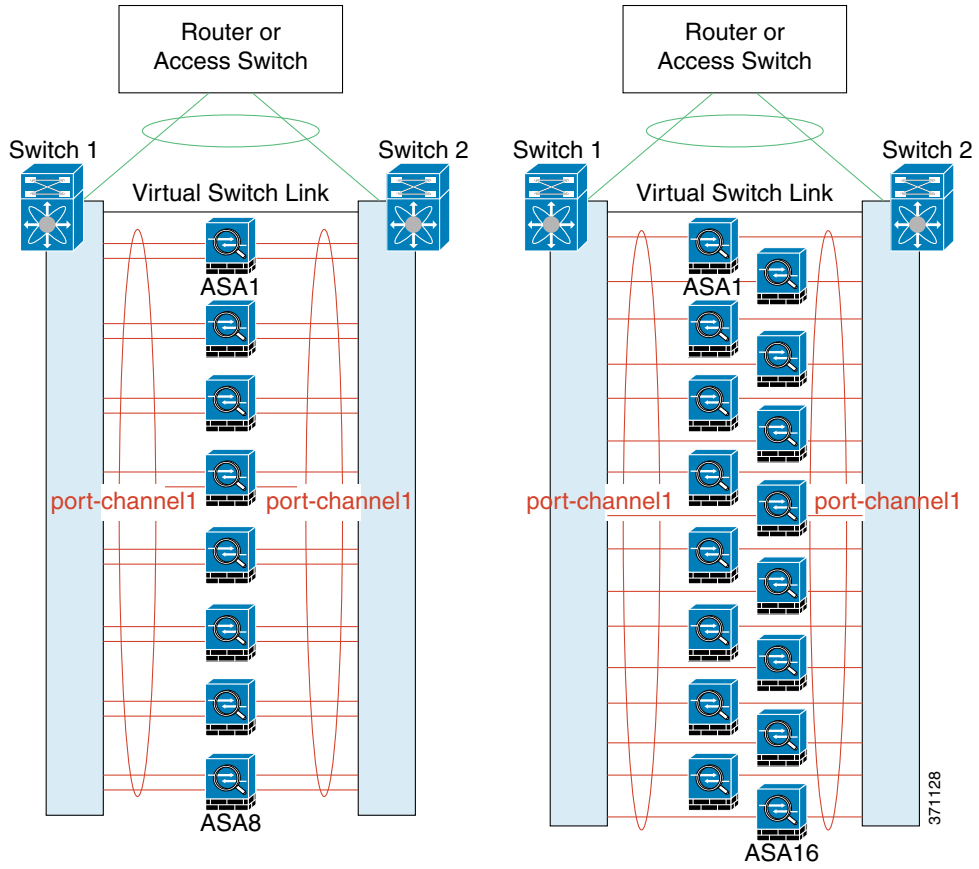 Router or
Access Switch
Switch 1
Switch 2
Virtual Switch Link
ASA1
port-channel1
port-channel1
ASA8
Router or
Access Switch
Switch 1
Switch 2
Virtual Switch Link
ASA1
port-channel1
port-channel1
ASA16
371128